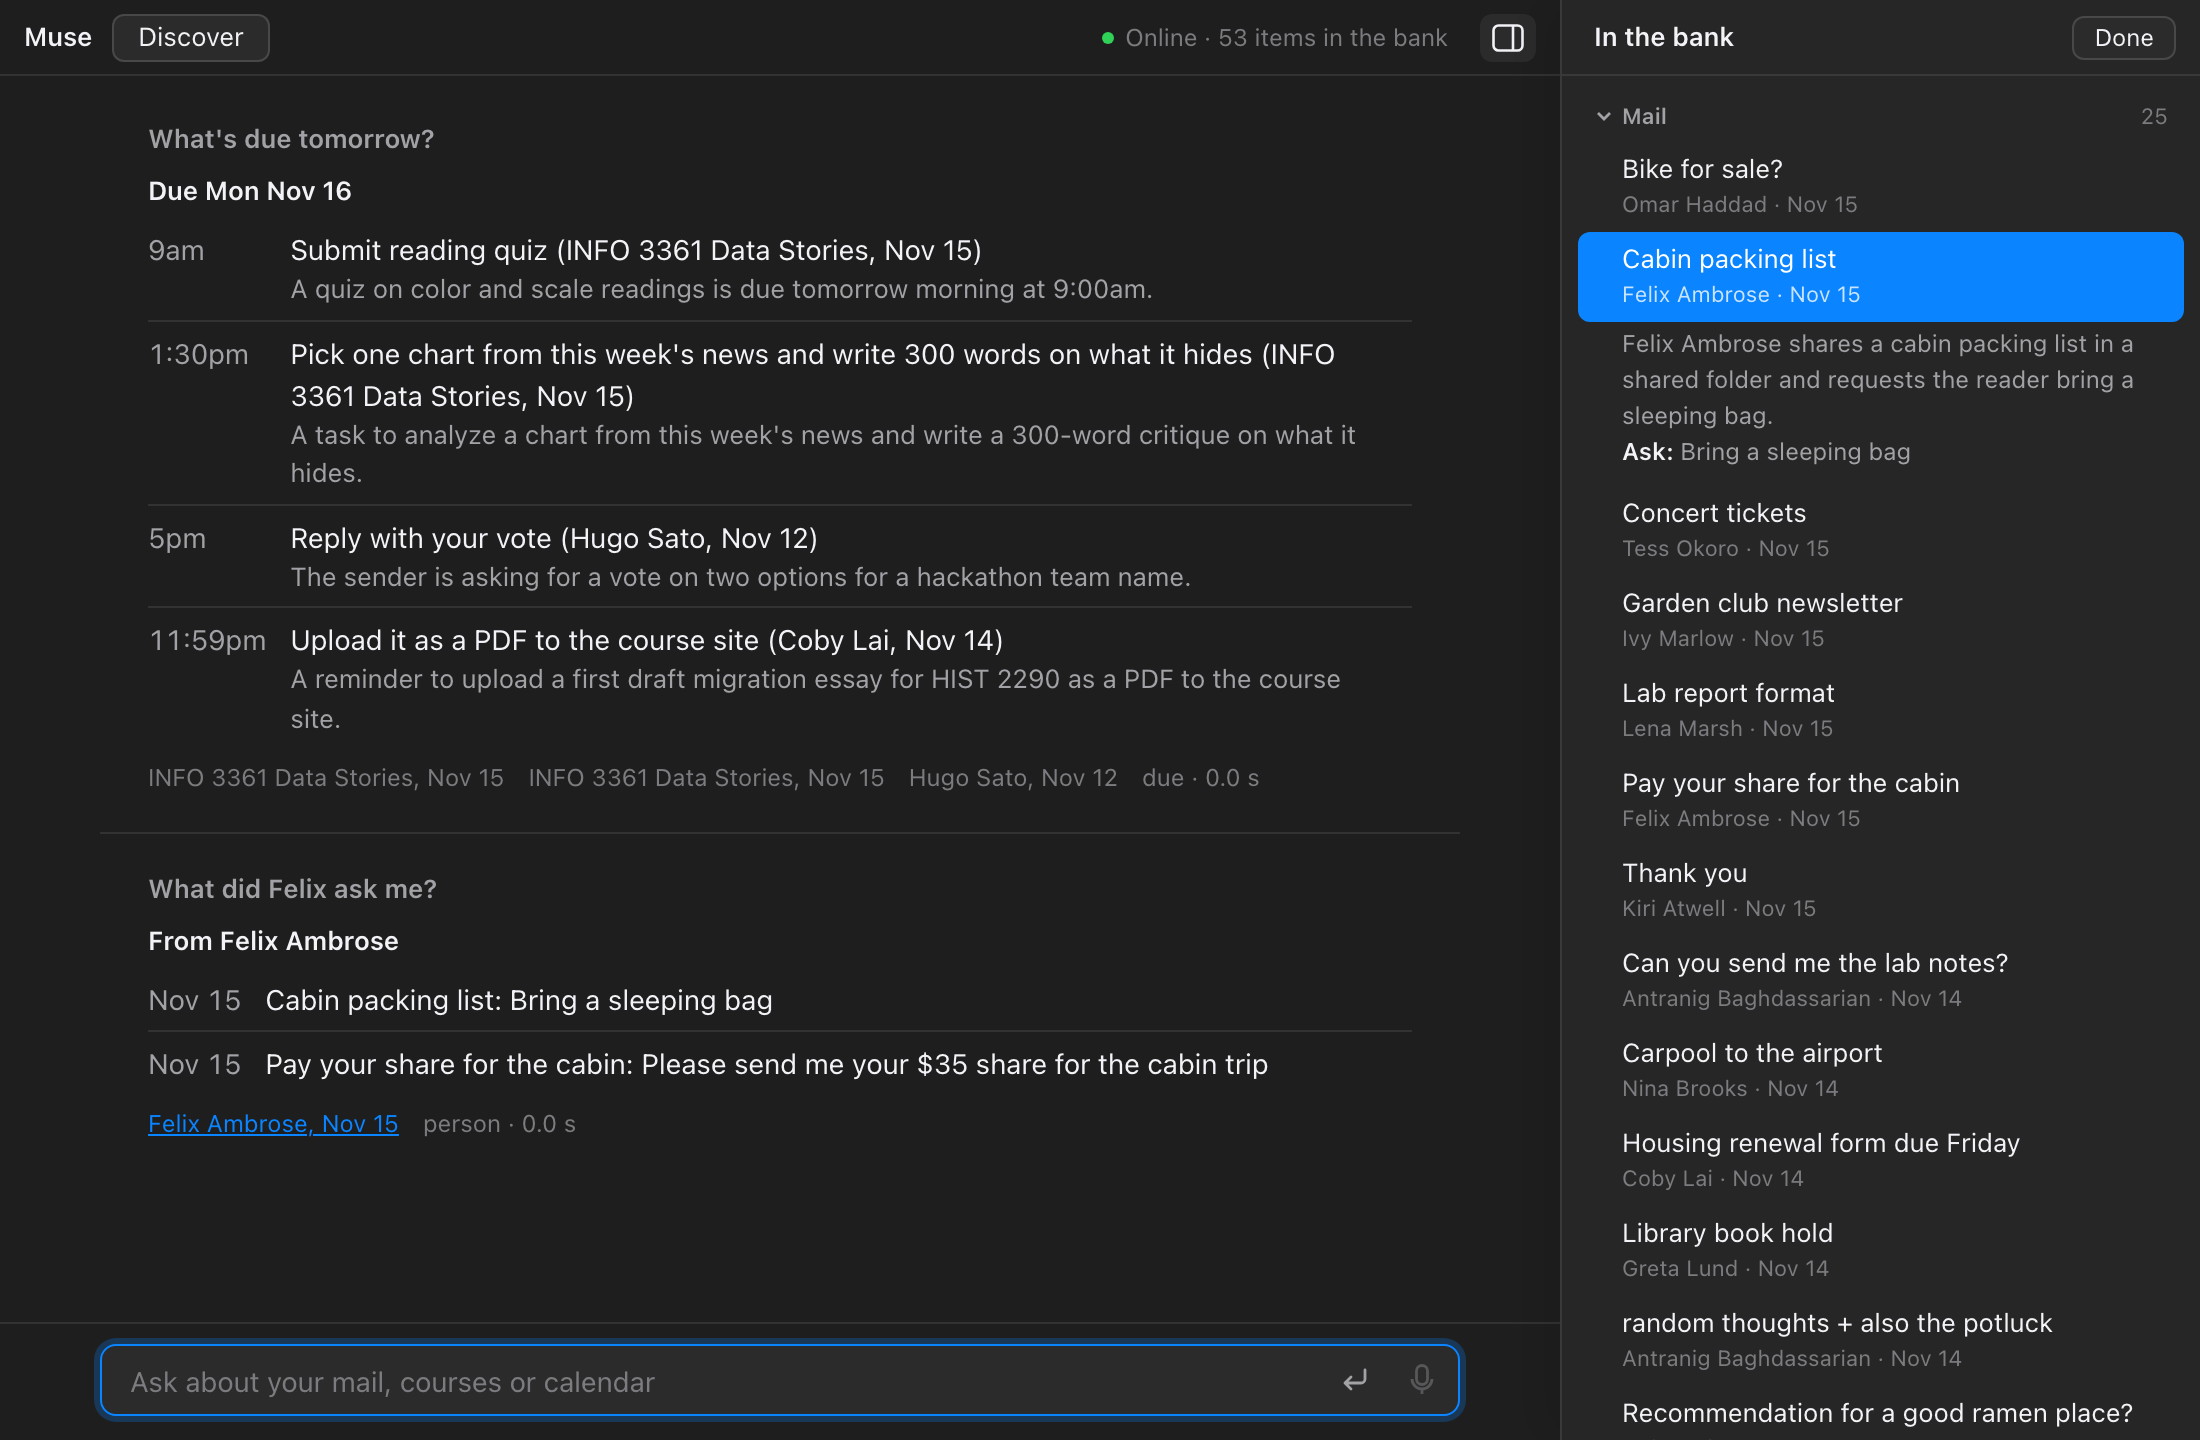 Muse
Discover
Online · 53 items in the bank
What's due tomorrow?
Due Mon Nov 16
9am
Submit reading quiz (INFO 3361 Data Stories, Nov 15)
A quiz on color and scale readings is due tomorrow morning at 9:00am.
1:30pm
Pick one chart from this week's news and write 300 words on what it hides (INFO
3361 Data Stories, Nov 15)
A task to analyze a chart from this week's news and write a 300-word critique on what it
hides.
5pm
Reply with your vote (Hugo Sato, Nov 12)
The sender is asking for a vote on two options for a hackathon team name.
11:59pm
Upload it as a PDF to the course site (Coby Lai, Nov 14)
A reminder to upload a first draft migration essay for HIST 2290 as a PDF to the course
site.
INFO 3361 Data Stories, Nov 15 INFO 3361 Data Stories, Nov 15 Hugo Sato, Nov 12 due · 0.0 s
What did Felix ask me?
From Felix Ambrose
Nov 15 Cabin packing list: Bring a sleeping bag
Nov 15 Pay your share for the cabin: Please send me your $35 share for the cabin trip
Felix Ambrose, Nov 15 person · 0.0 s
Ask about your mail, courses or calendar
In the bank
Done
Mail 25
Bike for sale?
Omar Haddad · Nov 15
Cabin packing list
Felix Ambrose · Nov 15
Felix Ambrose shares a cabin packing list in a
shared folder and requests the reader bring a
sleeping bag.
Ask: Bring a sleeping bag
Concert tickets
Tess Okoro · Nov 15
Garden club newsletter
Ivy Marlow · Nov 15
Lab report format
Lena Marsh · Nov 15
Pay your share for the cabin
Felix Ambrose · Nov 15
Thank you
Kiri Atwell · Nov 15
Can you send me the lab notes?
Antranig Baghdassarian · Nov 14
Carpool to the airport
Nina Brooks · Nov 14
Housing renewal form due Friday
Coby Lai · Nov 14
Library book hold
Greta Lund · Nov 14
random thoughts + also the potluck
Antranig Baghdassarian · Nov 14
Recommendation for a good ramen place?